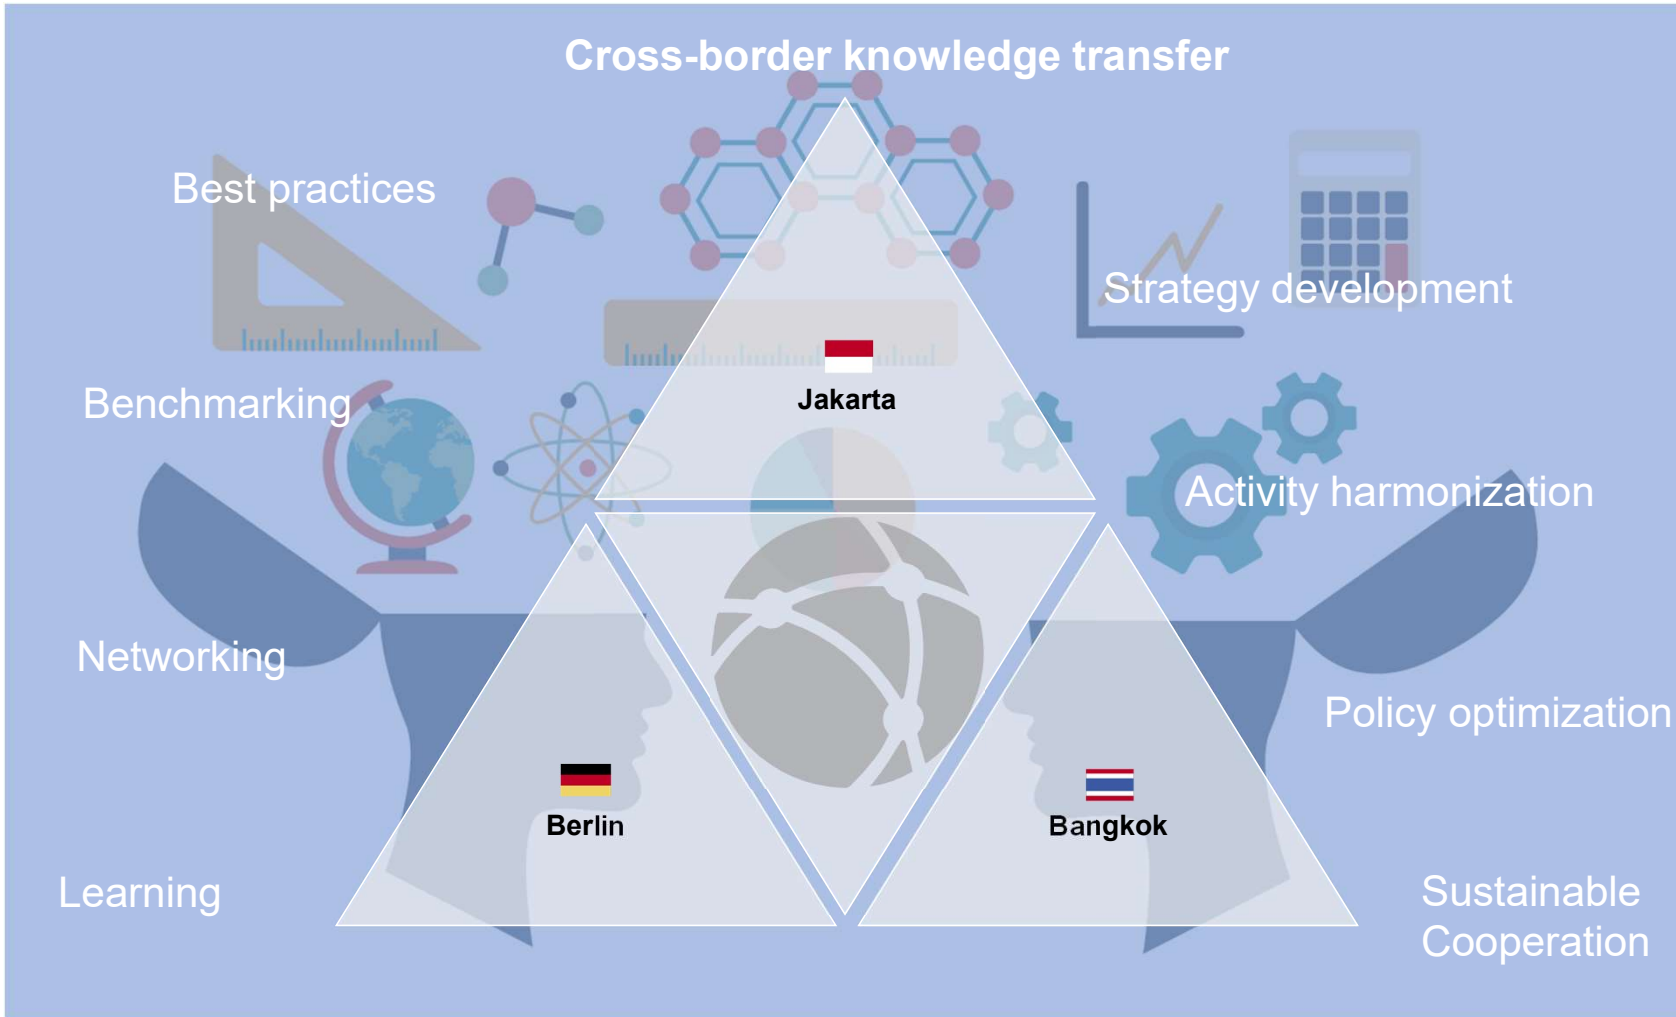 Cross-border knowledge transfer
Best practices
Strategy development
Jakarta
Benchmarking
Activity harmonization
Networking
Policy optimization
Berlin
Bangkok
Learning
Sustainable
Cooperation